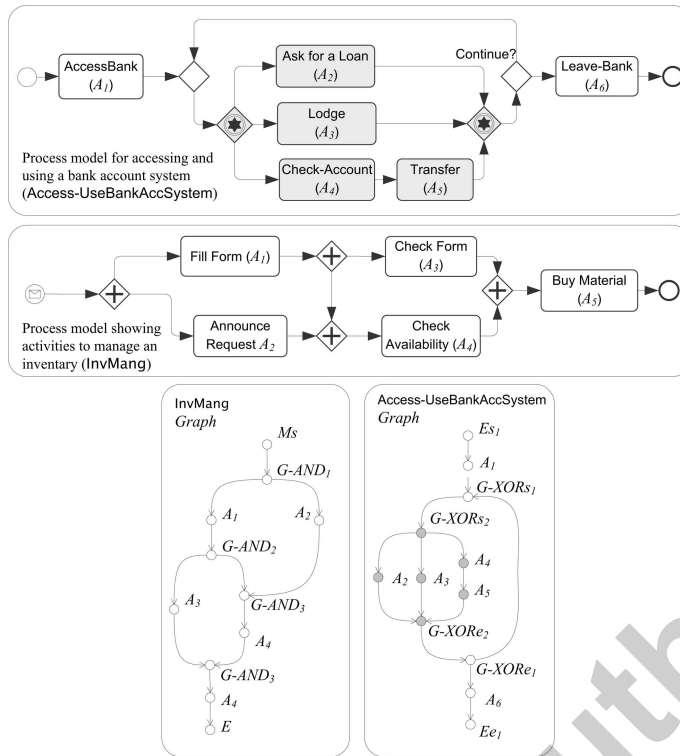 AccessBank
(A1)
Ask for a Loan
(A2)
Lodge
(A3)
Check-Account
(A4)
Transfer
(A5)
Continue?
Leave-Bank
(A6)
Process model for accessing and
using a bank account system
(Access-UseBankAccSystem)
Fill Form (A1)
Check Form
(A3)
Announce
Request A2
Check
Availability (A4)
Buy Material
(A5)
Process model showing
activities to manage an
inventary (InvMang)
InvMang
Graph
Ms
G-AND1
A1
A2
G-AND2
A3
G-AND3
A4
G-AND3
A4
E
Access-UseBankAccSystem
Graph
Es1
A1
G-XORs1
G-XORs2
A4
A2
A3
A5
G-XORe2
G-XORe1
A6
Ee1